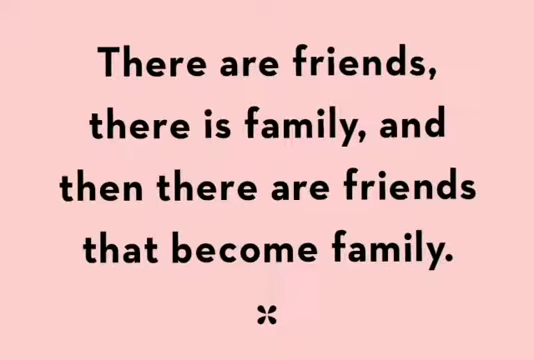 There are friends,
there is family, and
then there are friends
that become family.